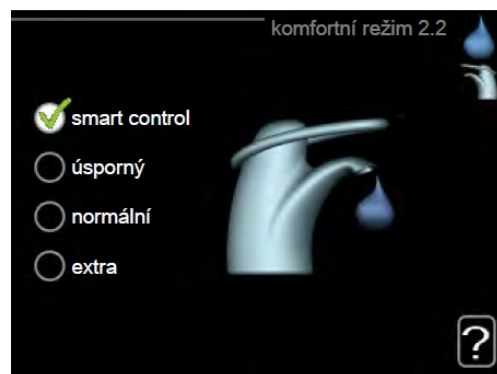 komfortní režim 2.2
smart control
úsporný
normální
extra
?